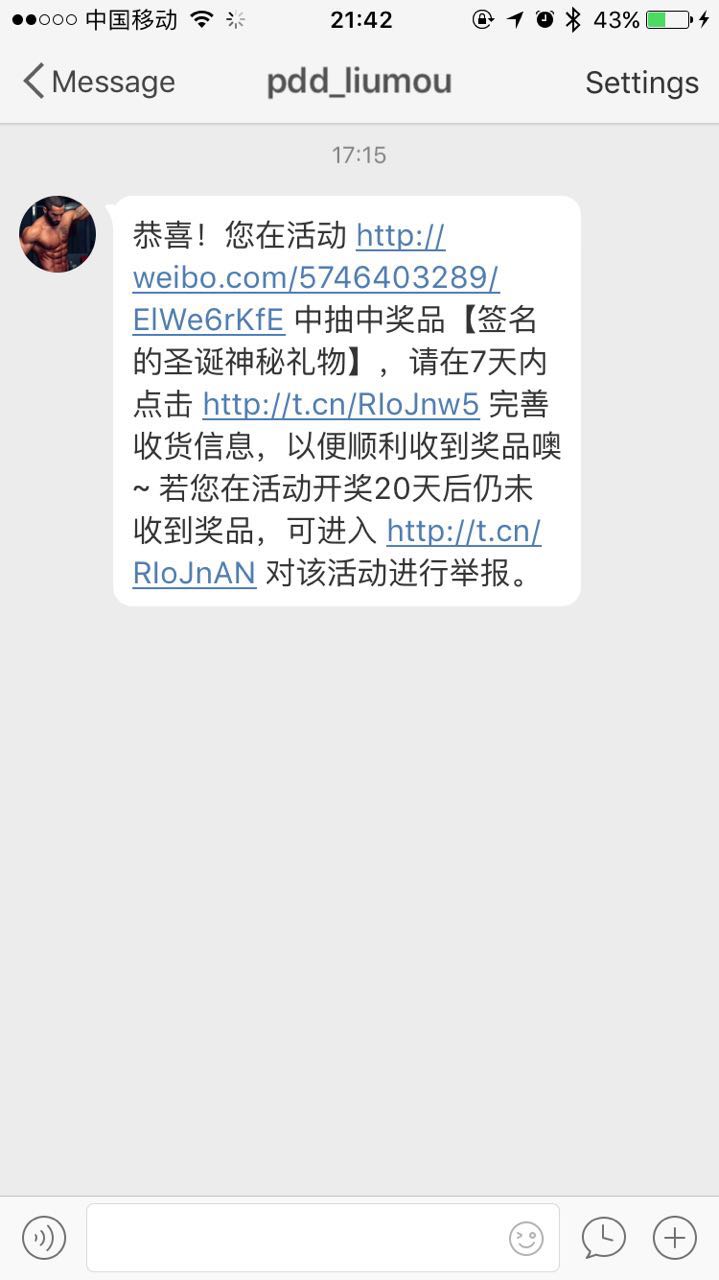 中国移动 21:42 43%
Message pdd_liumou Settings
17:15
恭喜！您在活动 http://
weibo.com/5746403289/
ElWe6rKfE 中抽中奖品【签名
的圣诞神秘礼物】，请在7天内
点击 http://t.cn/RIoJnw5 完善
收货信息，以便顺利收到奖品噢
~ 若您在活动开奖20天后仍未
收到奖品，可进入 http://t.cn/
RIoJnAN 对该活动进行举报。